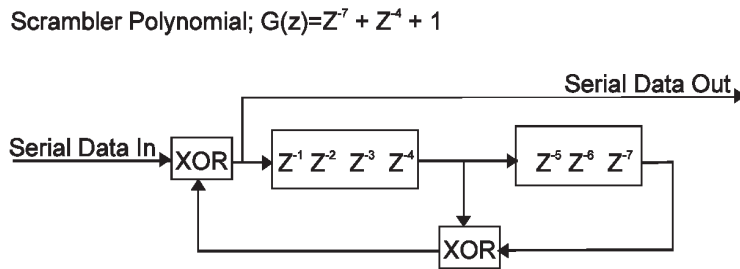 Scrambler Polynomial; G(z)=Z⁻⁷ + Z⁻⁴ + 1
Serial Data Out
Serial Data In
XOR
Z⁻¹ Z⁻² Z⁻³ Z⁻⁴
Z⁻⁵ Z⁻⁶ Z⁻⁷
XOR